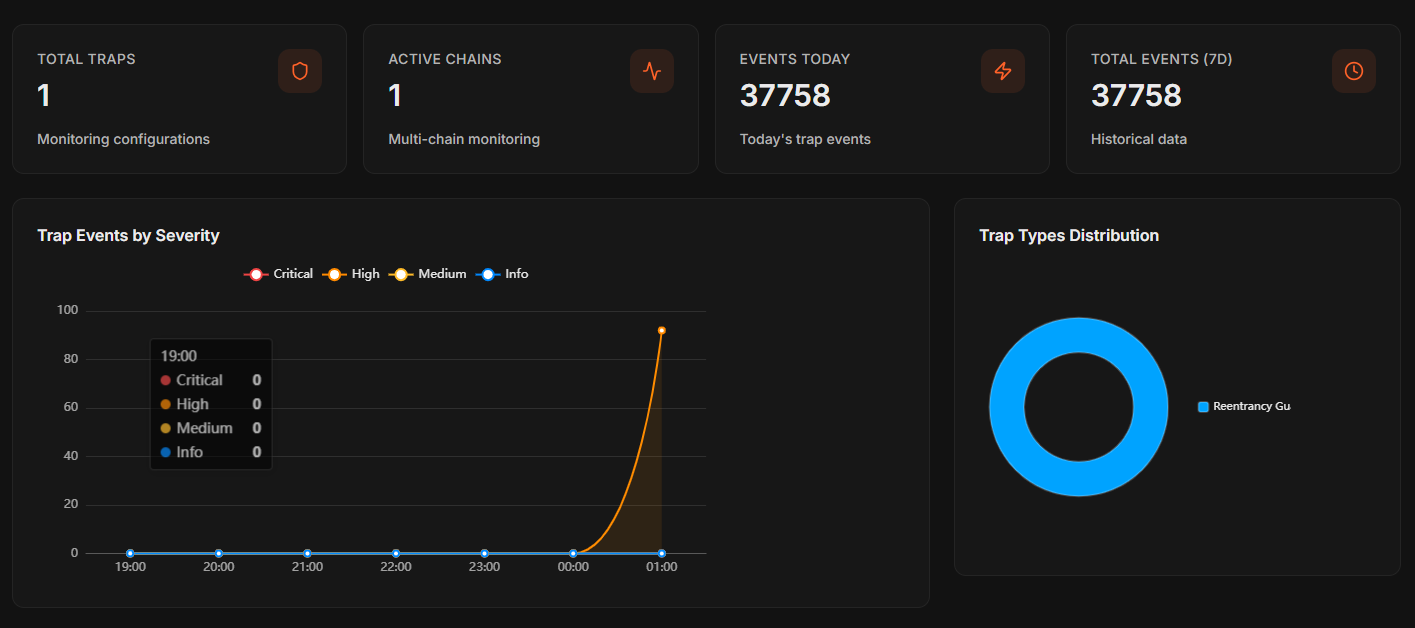 TOTAL TRAPS
1
Monitoring configurations
ACTIVE CHAINS
1
Multi-chain monitoring
EVENTS TODAY
37758
Today's trap events
TOTAL EVENTS (7D)
37758
Historical data
Trap Events by Severity
Critical High Medium Info
100
80
60
40
20
0
19:00
Critical 0
High 0
Medium 0
Info 0
19:00 20:00 21:00 22:00 23:00 00:00 01:00
Trap Types Distribution
Reentrancy Gu